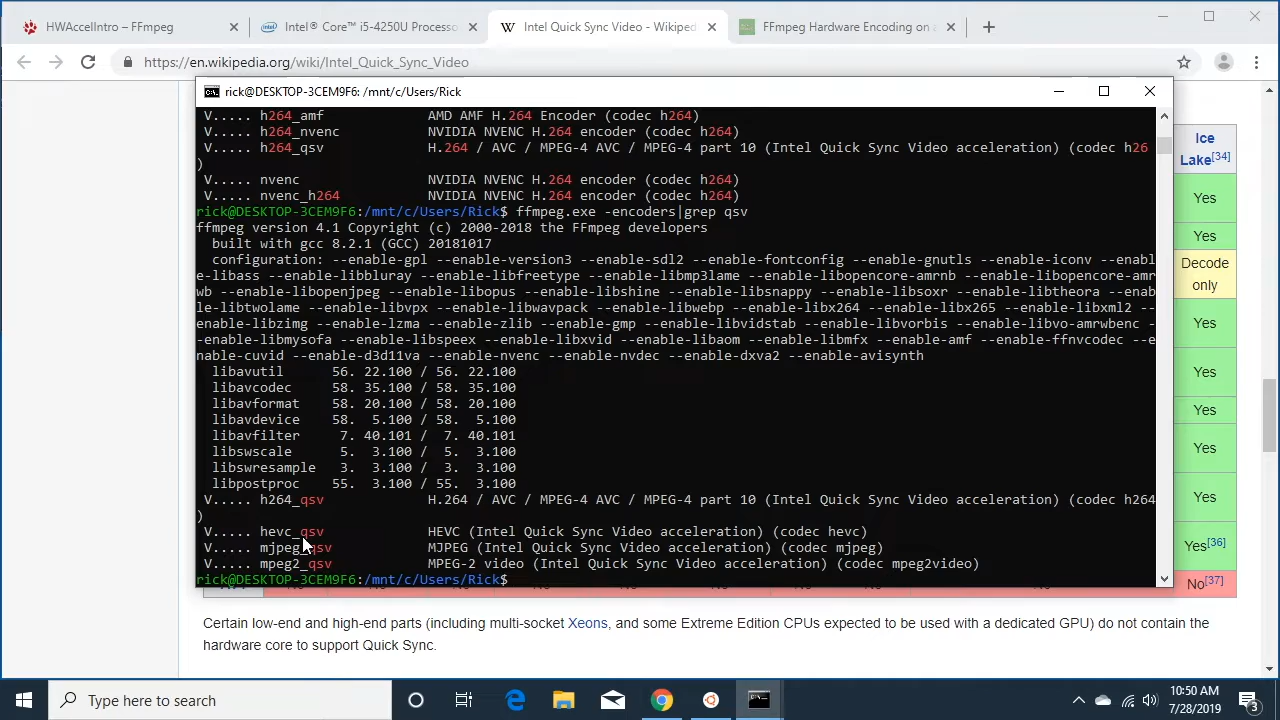 HWAccelIntro – FFmpeg
Intel® Core™ i5-4250U Processo
Intel Quick Sync Video - Wikiped
FFmpeg Hardware Encoding on a
https://en.wikipedia.org/wiki/Intel_Quick_Sync_Video
rick@DESKTOP-3CEM9F6: /mnt/c/Users/Rick
V..... h264_amf AMD AMF H.264 Encoder (codec h264)
V..... h264_nvenc NVIDIA NVENC H.264 encoder (codec h264)
V..... h264_qsv H.264 / AVC / MPEG-4 AVC / MPEG-4 part 10 (Intel Quick Sync Video acceleration) (codec h26
)
V..... nvenc NVIDIA NVENC H.264 encoder (codec h264)
V..... nvenc_h264 NVIDIA NVENC H.264 encoder (codec h264)
rick@DESKTOP-3CEM9F6:/mnt/c/Users/Rick$ ffmpeg.exe -encoders|grep qsv
ffmpeg version 4.1 Copyright (c) 2000-2018 the FFmpeg developers
built with gcc 8.2.1 (GCC) 20181017
configuration: --enable-gpl --enable-version3 --enable-sdl2 --enable-fontconfig --enable-gnutls --enable-iconv --enabl
e-libass --enable-libbluray --enable-libfreetype --enable-libmp3lame --enable-libopencore-amrnb --enable-libopencore-amr
wb --enable-libopenjpeg --enable-libopus --enable-libshine --enable-libsnappy --enable-libsoxr --enable-libtheora --enab
le-libtwolame --enable-libvpx --enable-libwavpack --enable-libwebp --enable-libx264 --enable-libx265 --enable-libxml2 --
enable-libzimg --enable-lzma --enable-zlib --enable-gmp --enable-libvidstab --enable-libvorbis --enable-libvo-amrwbenc -
-enable-libmysofa --enable-libspeex --enable-libxvid --enable-libaom --enable-libmfx --enable-amf --enable-ffnvcodec --e
nable-cuvid --enable-d3d11va --enable-nvenc --enable-nvdec --enable-dxva2 --enable-avisynth
libavutil 56. 22.100 / 56. 22.100
libavcodec 58. 35.100 / 58. 35.100
libavformat 58. 20.100 / 58. 20.100
libavdevice 58. 5.100 / 58. 5.100
libavfilter 7. 40.101 / 7. 40.101
libswscale 5. 3.100 / 5. 3.100
libswresample 3. 3.100 / 3. 3.100
libpostproc 55. 3.100 / 55. 3.100
V..... h264_qsv H.264 / AVC / MPEG-4 AVC / MPEG-4 part 10 (Intel Quick Sync Video acceleration) (codec h264
)
V..... hevc_qsv HEVC (Intel Quick Sync Video acceleration) (codec hevc)
V..... mjpeg_qsv MJPEG (Intel Quick Sync Video acceleration) (codec mjpeg)
V..... mpeg2_qsv MPEG-2 video (Intel Quick Sync Video acceleration) (codec mpeg2video)
rick@DESKTOP-3CEM9F6:/mnt/c/Users/Rick$
Ice
Lake[34]
Yes
Yes
Decode
only
Yes
Yes
Yes
Yes
Yes
Yes[36]
No[37]
Certain low-end and high-end parts (including multi-socket Xeons, and some Extreme Edition CPUs expected to be used with a dedicated GPU) do not contain the
hardware core to support Quick Sync.
Type here to search
10:50 AM
7/28/2019
3